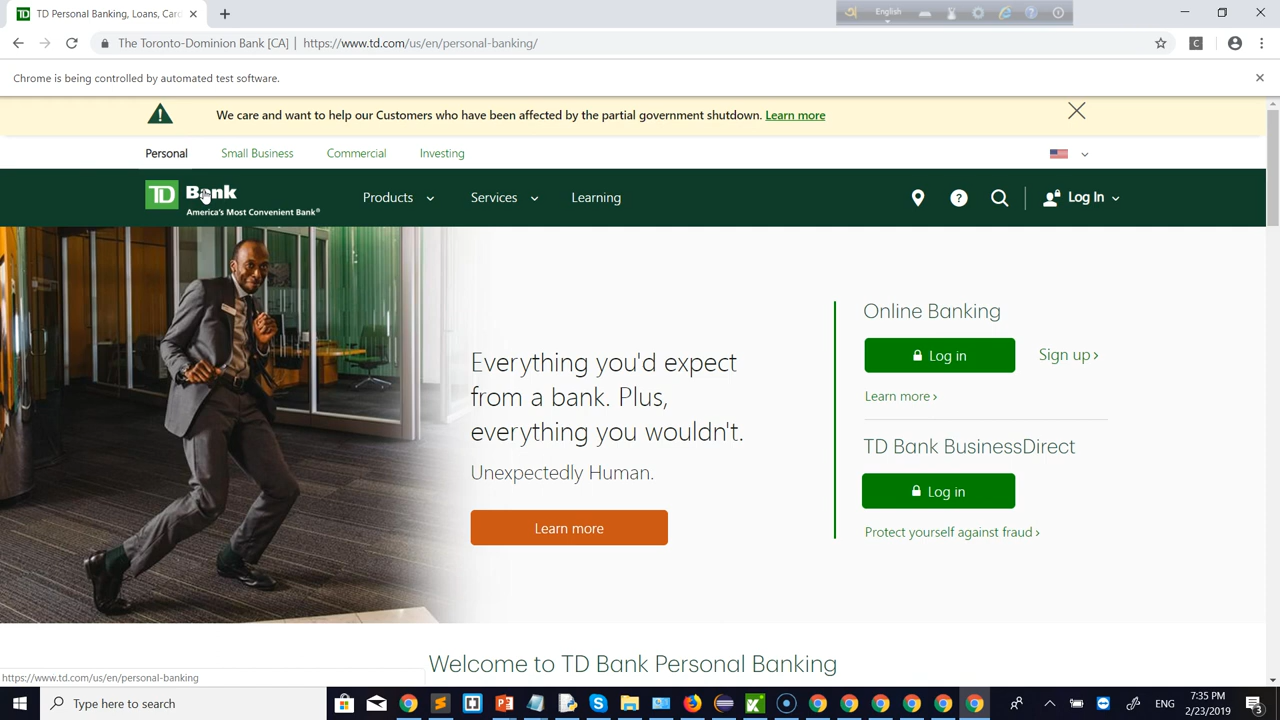 TD Personal Banking, Loans, Card
English
The Toronto-Dominion Bank [CA] | https://www.td.com/us/en/personal-banking/
Chrome is being controlled by automated test software.
We care and want to help our Customers who have been affected by the partial government shutdown. Learn more
Personal Small Business Commercial Investing
TD Bank
America's Most Convenient Bank®
Products Services Learning Log In
Everything you'd expect
from a bank. Plus,
everything you wouldn't.
Unexpectedly Human.
Learn more
Online Banking
Log in Sign up ›
Learn more ›
TD Bank BusinessDirect
Log in
Protect yourself against fraud ›
Welcome to TD Bank Personal Banking
https://www.td.com/us/en/personal-banking
Type here to search
ENG
7:35 PM
2/23/2019
3